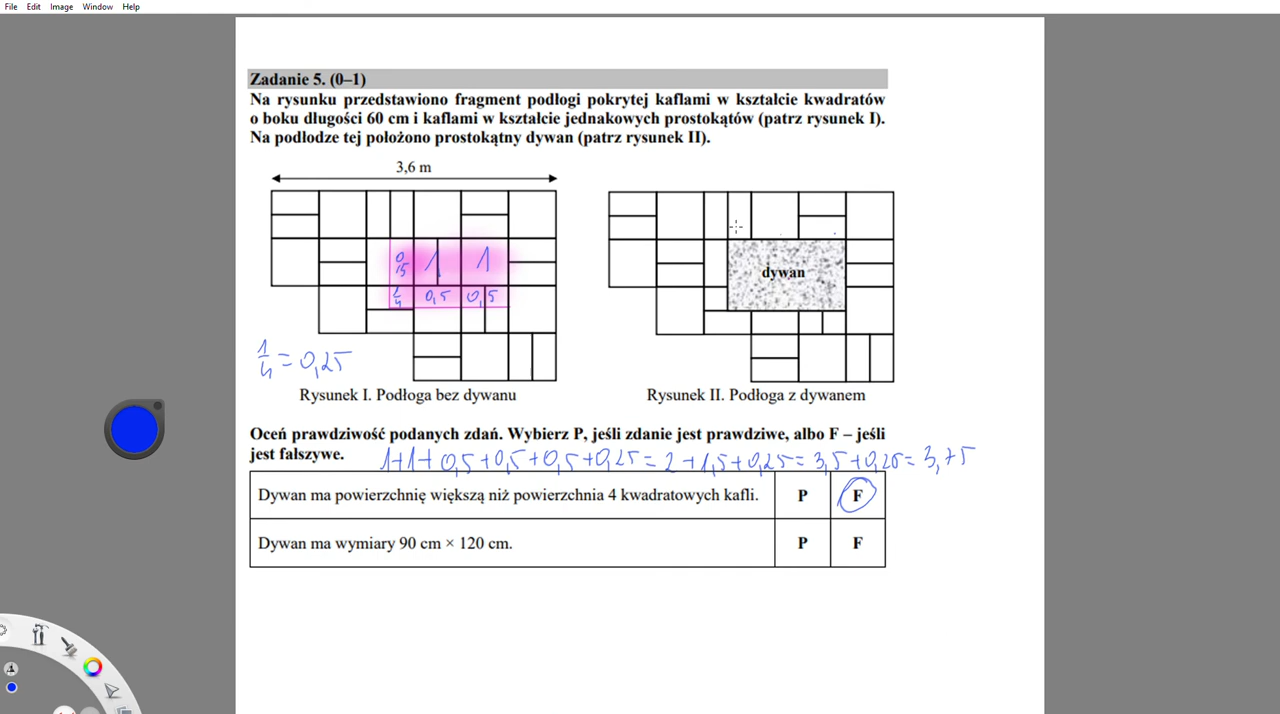 File Edit Image Window Help
Zadanie 5. (0–1)
Na rysunku przedstawiono fragment podłogi pokrytej kaflami w kształcie kwadratów
o boku długości 60 cm i kaflami w kształcie jednakowych prostokątów (patrz rysunek I).
Na podłodze tej położono prostokątny dywan (patrz rysunek II).
3,6 m
0,5 1 1
1/4 0,5 0,5
dywan
1/4 = 0,25
Rysunek I. Podłoga bez dywanu
Rysunek II. Podłoga z dywanem
Oceń prawdziwość podanych zdań. Wybierz P, jeśli zdanie jest prawdziwe, albo F – jeśli
jest fałszywe.
1+1+0,5+0,5+0,5+0,25=2+1,5+0,25=3,5+0,25=3,75
Dywan ma powierzchnię większą niż powierzchnia 4 kwadratowych kafli. P F
Dywan ma wymiary 90 cm × 120 cm. P F